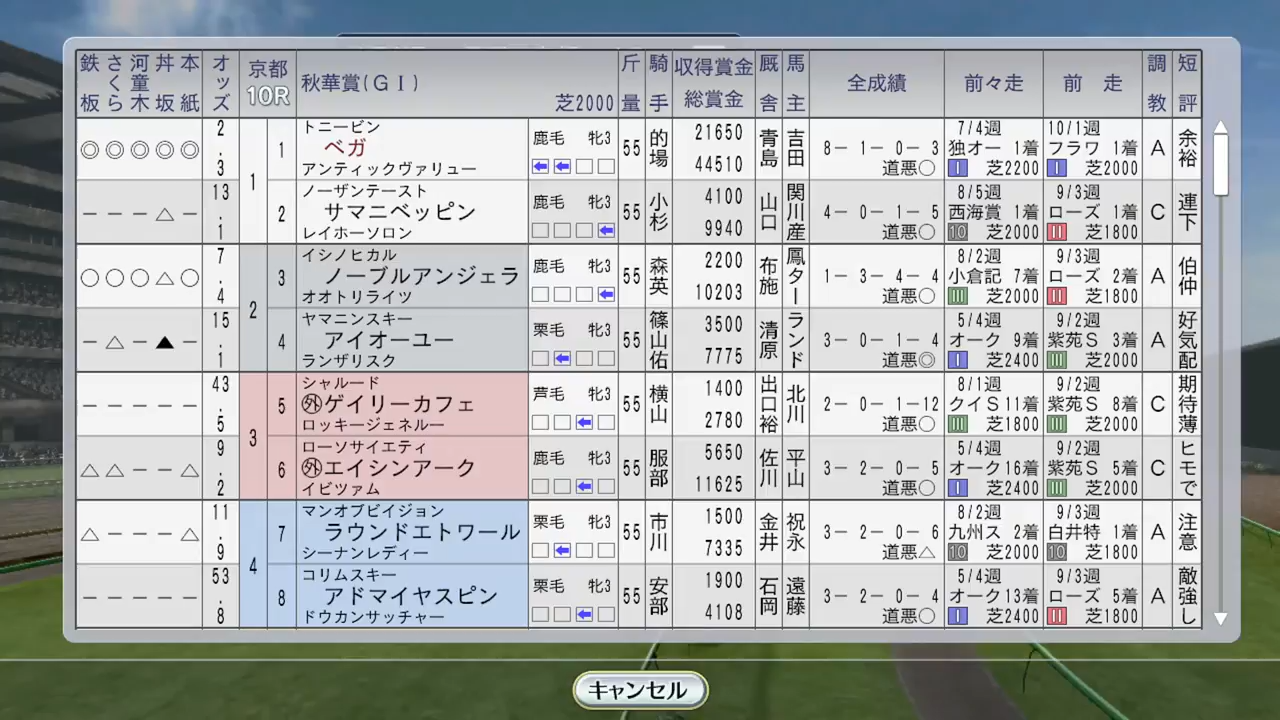 鉄板 さくら 河童木 丼坂 本紙 オッズ 京都 10R 秋華賞(GⅠ) 芝2000 斤量 騎手 収得賞金 総賞金 厩舎 馬主 全成績 前々走 前走 調教 短評
◎◎◎◎◎ 2.3 1 1 トニービン 鹿毛 牝3 55 的場 21650 青島 吉田 8-1-0-3 7/4週 10/1週 A 余裕
ベガ 独オー 1着 フラワ 1着
アンティックヴァリュー 44510 道悪○ Ⅰ 芝2200 Ⅰ 芝2000
---△- 13.1 2 ノーザンテースト 鹿毛 牝3 55 小杉 4100 山口 関川産 4-0-1-5 8/5週 9/3週 C 連下
サマニベッピン 西海賞 1着 ローズ 1着
レイホーソロン 9940 道悪○ 10 芝2000 Ⅱ 芝1800
○○○△○ 7.4 2 3 イシノヒカル 鹿毛 牝3 55 森英 2200 布施 鳳ター 1-3-4-4 8/2週 9/3週 A 伯仲
ノーブルアンジェラ 小倉記 7着 ローズ 2着
オオトリライツ 10203 道悪○ Ⅲ 芝2000 Ⅱ 芝1800
-△-▲- 15.1 4 ヤマニンスキー 栗毛 牝3 55 篠山佑 3500 清原 ランド 3-0-1-4 5/4週 9/2週 A 好気配
アイオーユー オーク 9着 紫苑S 3着
ランザリスク 7775 道悪◎ Ⅰ 芝2400 Ⅲ 芝2000
----- 43.5 3 5 シャルード 芦毛 牝3 55 横山 1400 出口裕 北川 2-0-1-12 8/1週 9/2週 C 期待薄
㋕ゲイリーカフェ クイS 11着 紫苑S 8着
ロッキージェネルー 2780 道悪○ Ⅲ 芝1800 Ⅲ 芝2000
△△--△ 9.2 6 ローソサイエティ 鹿毛 牝3 55 服部 5650 佐川 平山 3-2-0-5 5/4週 9/2週 C ヒモで
外エイシンアーク オーク16着 紫苑S 5着
イビツァム 11625 道悪○ Ⅰ 芝2400 Ⅲ 芝2000
△---△ 11.9 4 7 マンオブビイジョン 栗毛 牝3 55 市川 1500 金井 祝永 3-2-0-6 8/2週 9/3週 A 注意
ラウンドエトワール 九州ス 2着 白井特 1着
シーナンレディー 7335 道悪△ 10 芝2000 10 芝1800
----- 53.8 8 コリムスキー 栗毛 牝3 55 安部 1900 石岡 遠藤 3-2-0-4 5/4週 9/3週 A 敵強し
アドマイヤスピン オーク13着 ローズ 5着
ドウカンサッチャー 4108 道悪○ Ⅰ 芝2400 Ⅱ 芝1800
キャンセル